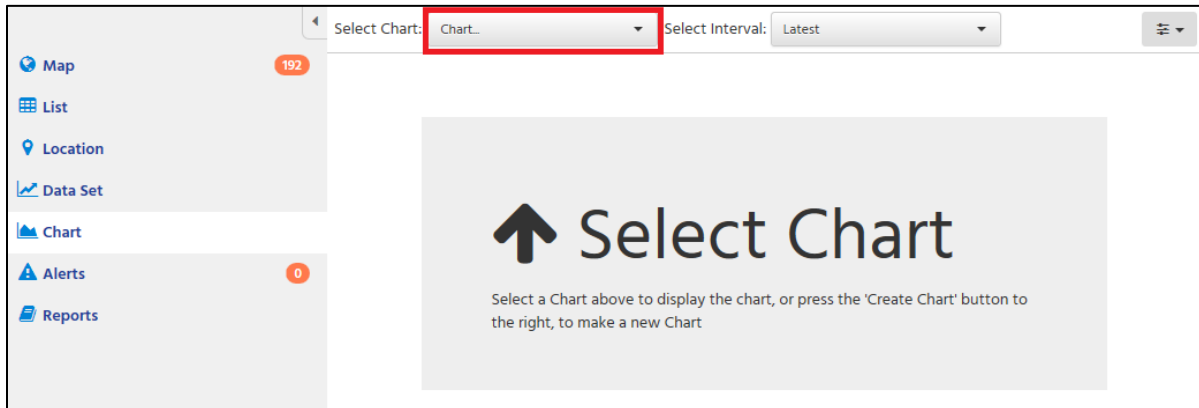 Select Chart: Chart... Select Interval: Latest
Map 192
List
Location
Data Set
Chart
Alerts 0
Reports
Select Chart
Select a Chart above to display the chart, or press the 'Create Chart' button to
the right, to make a new Chart